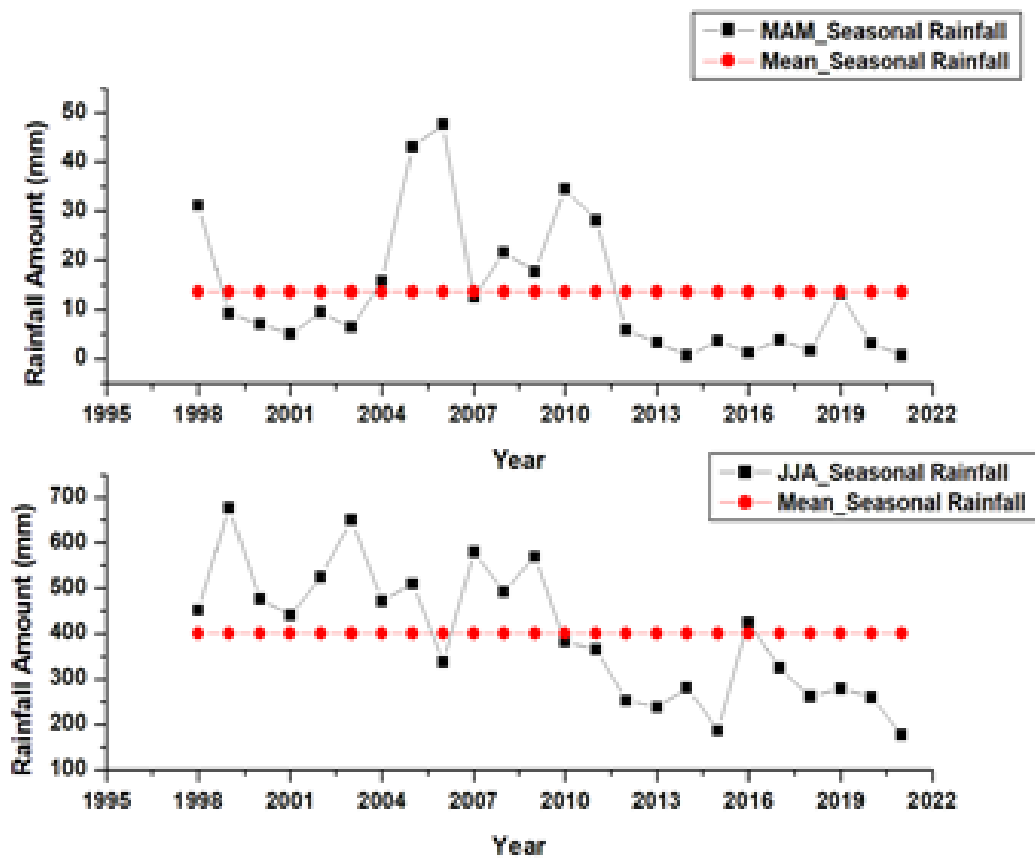 MAM_Seasonal Rainfall
Mean_Seasonal Rainfall
Rainfall Amount (mm)
50
40
30
20
10
0
1995 1998 2001 2004 2007 2010 2013 2016 2019 2022
Year
JJA_Seasonal Rainfall
Mean_Seasonal Rainfall
Rainfall Amount (mm)
700
600
500
400
300
200
100
1995 1998 2001 2004 2007 2010 2013 2016 2019 2022
Year